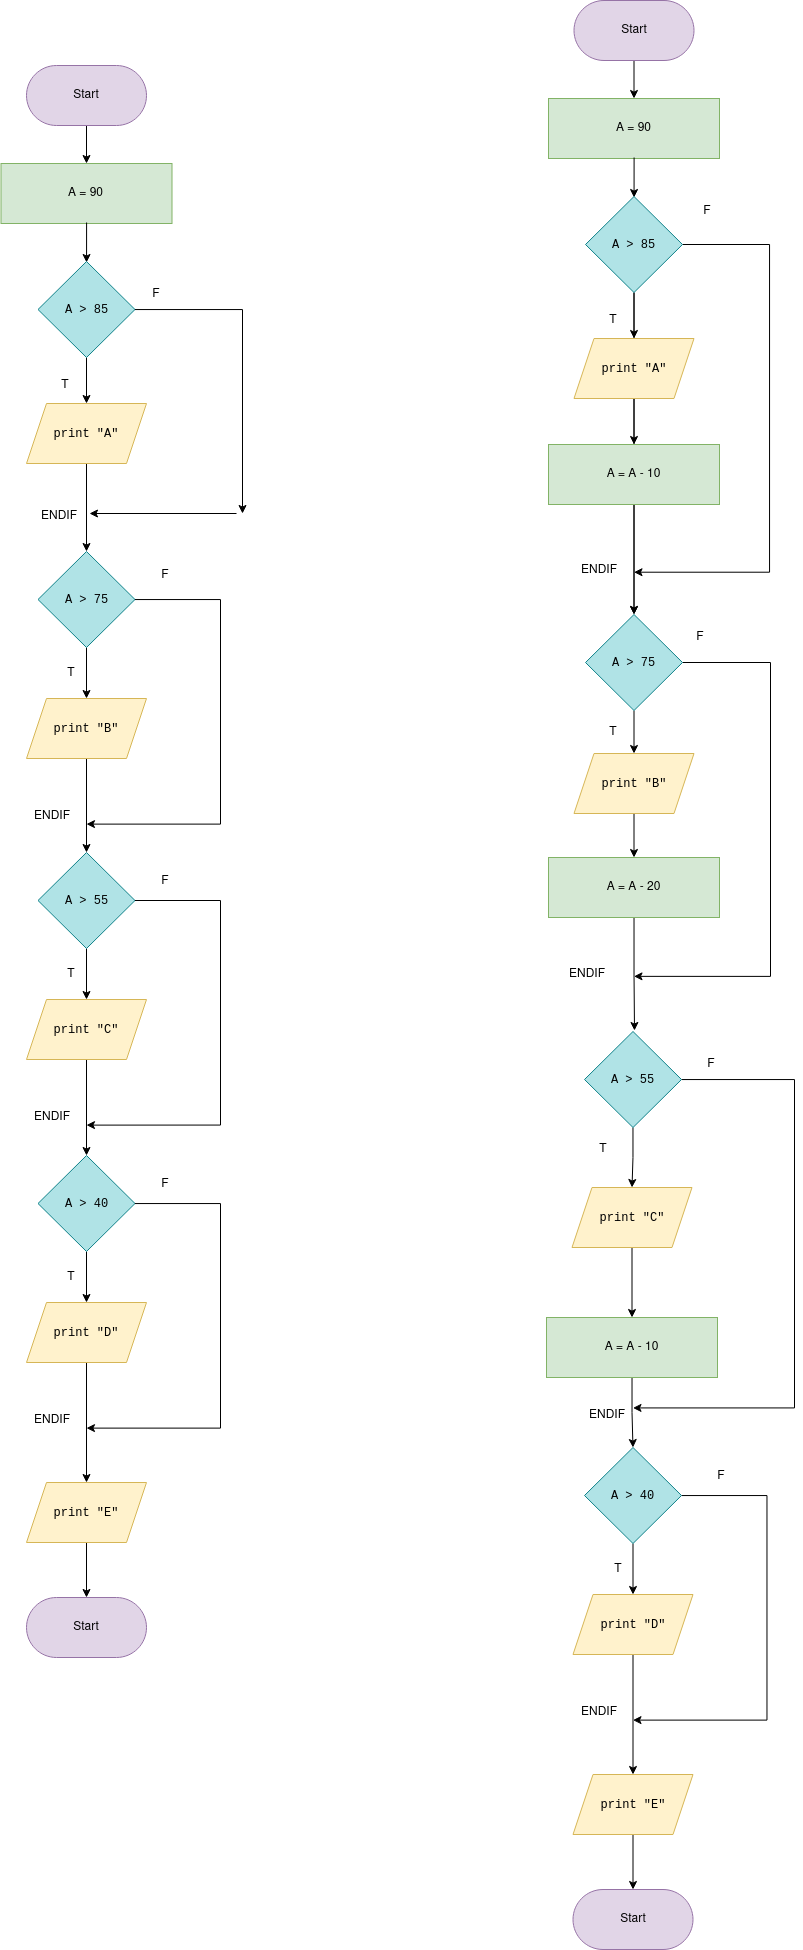 Start
A = 90
A > 85
F
T
print "A"
ENDIF
A > 75
F
T
print "B"
ENDIF
A > 55
F
T
print "C"
ENDIF
A > 40
F
T
print "D"
ENDIF
print "E"
Start
Start
A = 90
F
A > 85
T
print "A"
A = A - 10
ENDIF
F
A > 75
T
print "B"
A = A - 20
ENDIF
F
A > 55
T
print "C"
A = A - 10
ENDIF
F
A > 40
T
print "D"
ENDIF
print "E"
Start